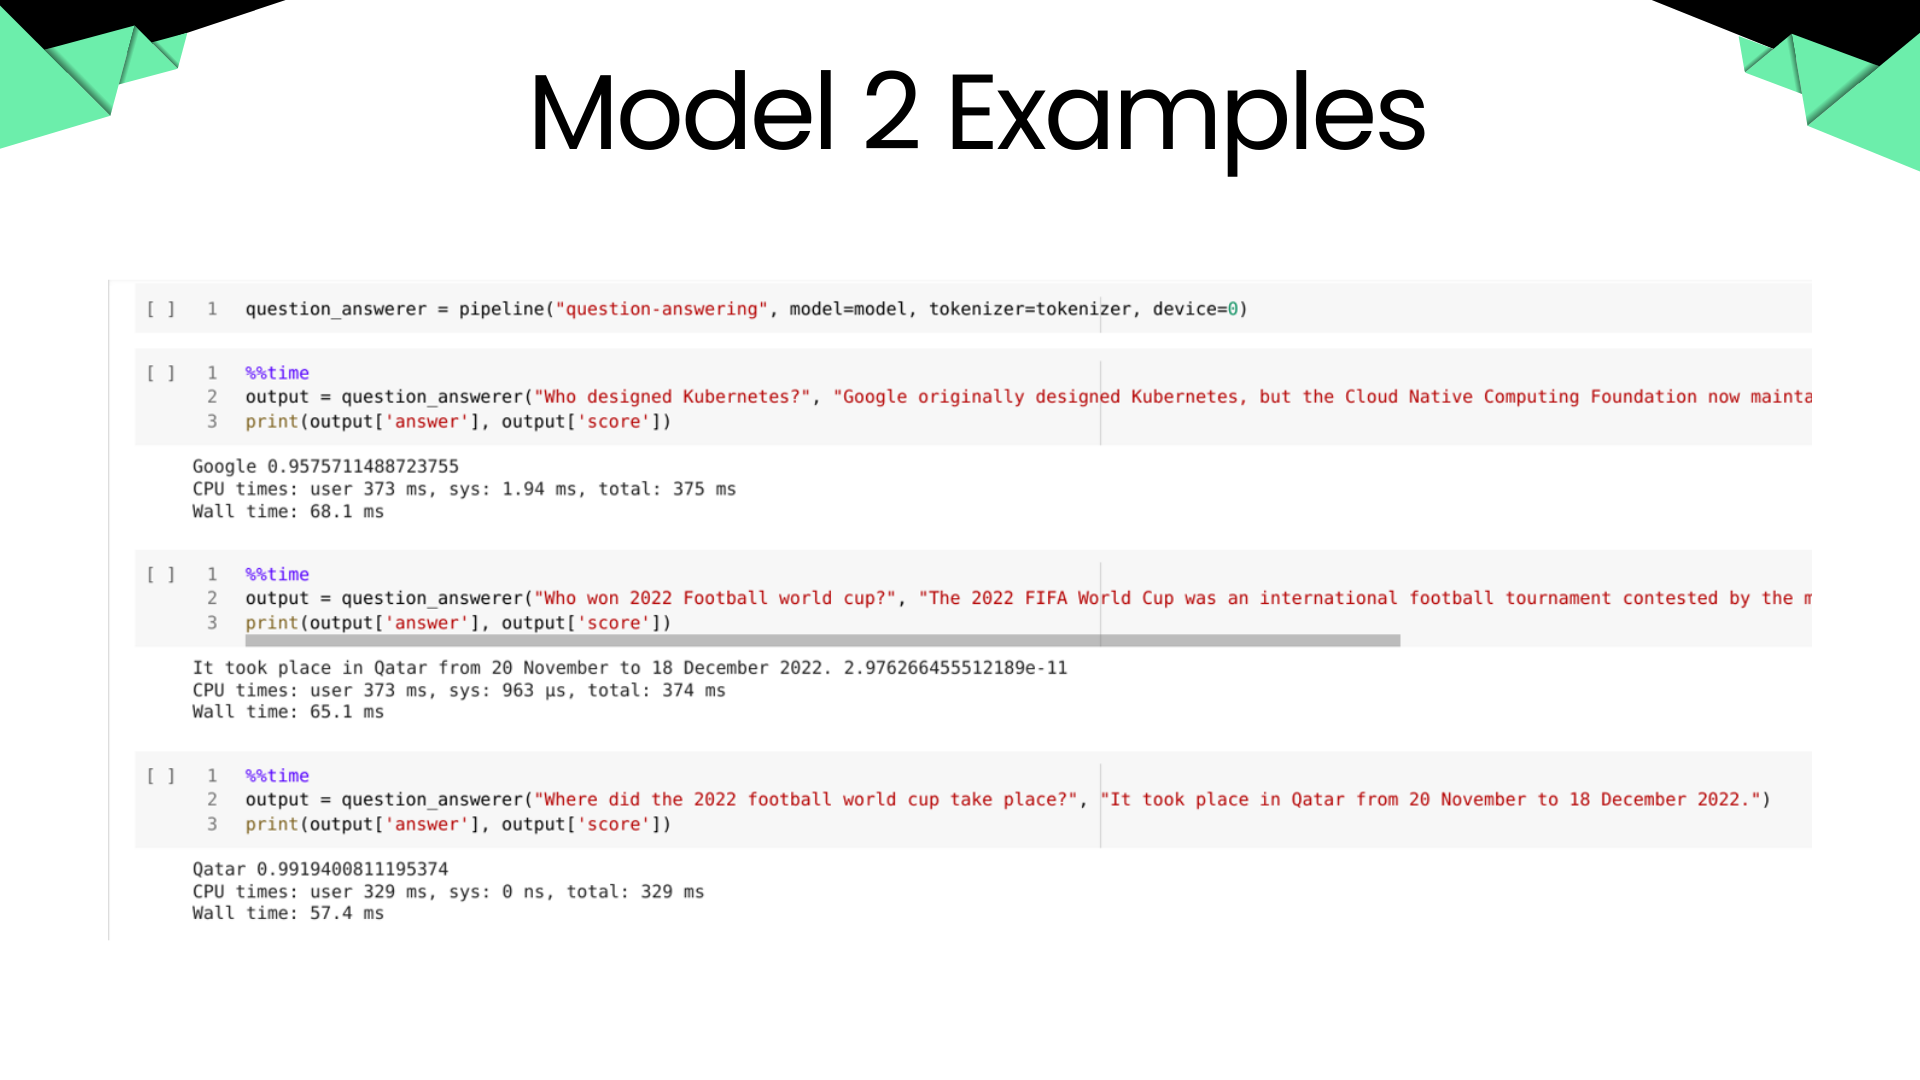 Model 2 Examples
[ ] 1 question_answerer = pipeline("question-answering", model=model, tokenizer=tokenizer, device=0)
[ ] 1 %%time
2 output = question_answerer("Who designed Kubernetes?", "Google originally designed Kubernetes, but the Cloud Native Computing Foundation now mainta
3 print(output['answer'], output['score'])
Google 0.9575711488723755
CPU times: user 373 ms, sys: 1.94 ms, total: 375 ms
Wall time: 68.1 ms
[ ] 1 %%time
2 output = question_answerer("Who won 2022 Football world cup?", "The 2022 FIFA World Cup was an international football tournament contested by the m
3 print(output['answer'], output['score'])
It took place in Qatar from 20 November to 18 December 2022. 2.976266455512189e-11
CPU times: user 373 ms, sys: 963 µs, total: 374 ms
Wall time: 65.1 ms
[ ] 1 %%time
2 output = question_answerer("Where did the 2022 football world cup take place?", "It took place in Qatar from 20 November to 18 December 2022.")
3 print(output['answer'], output['score'])
Qatar 0.9919400811195374
CPU times: user 329 ms, sys: 0 ns, total: 329 ms
Wall time: 57.4 ms